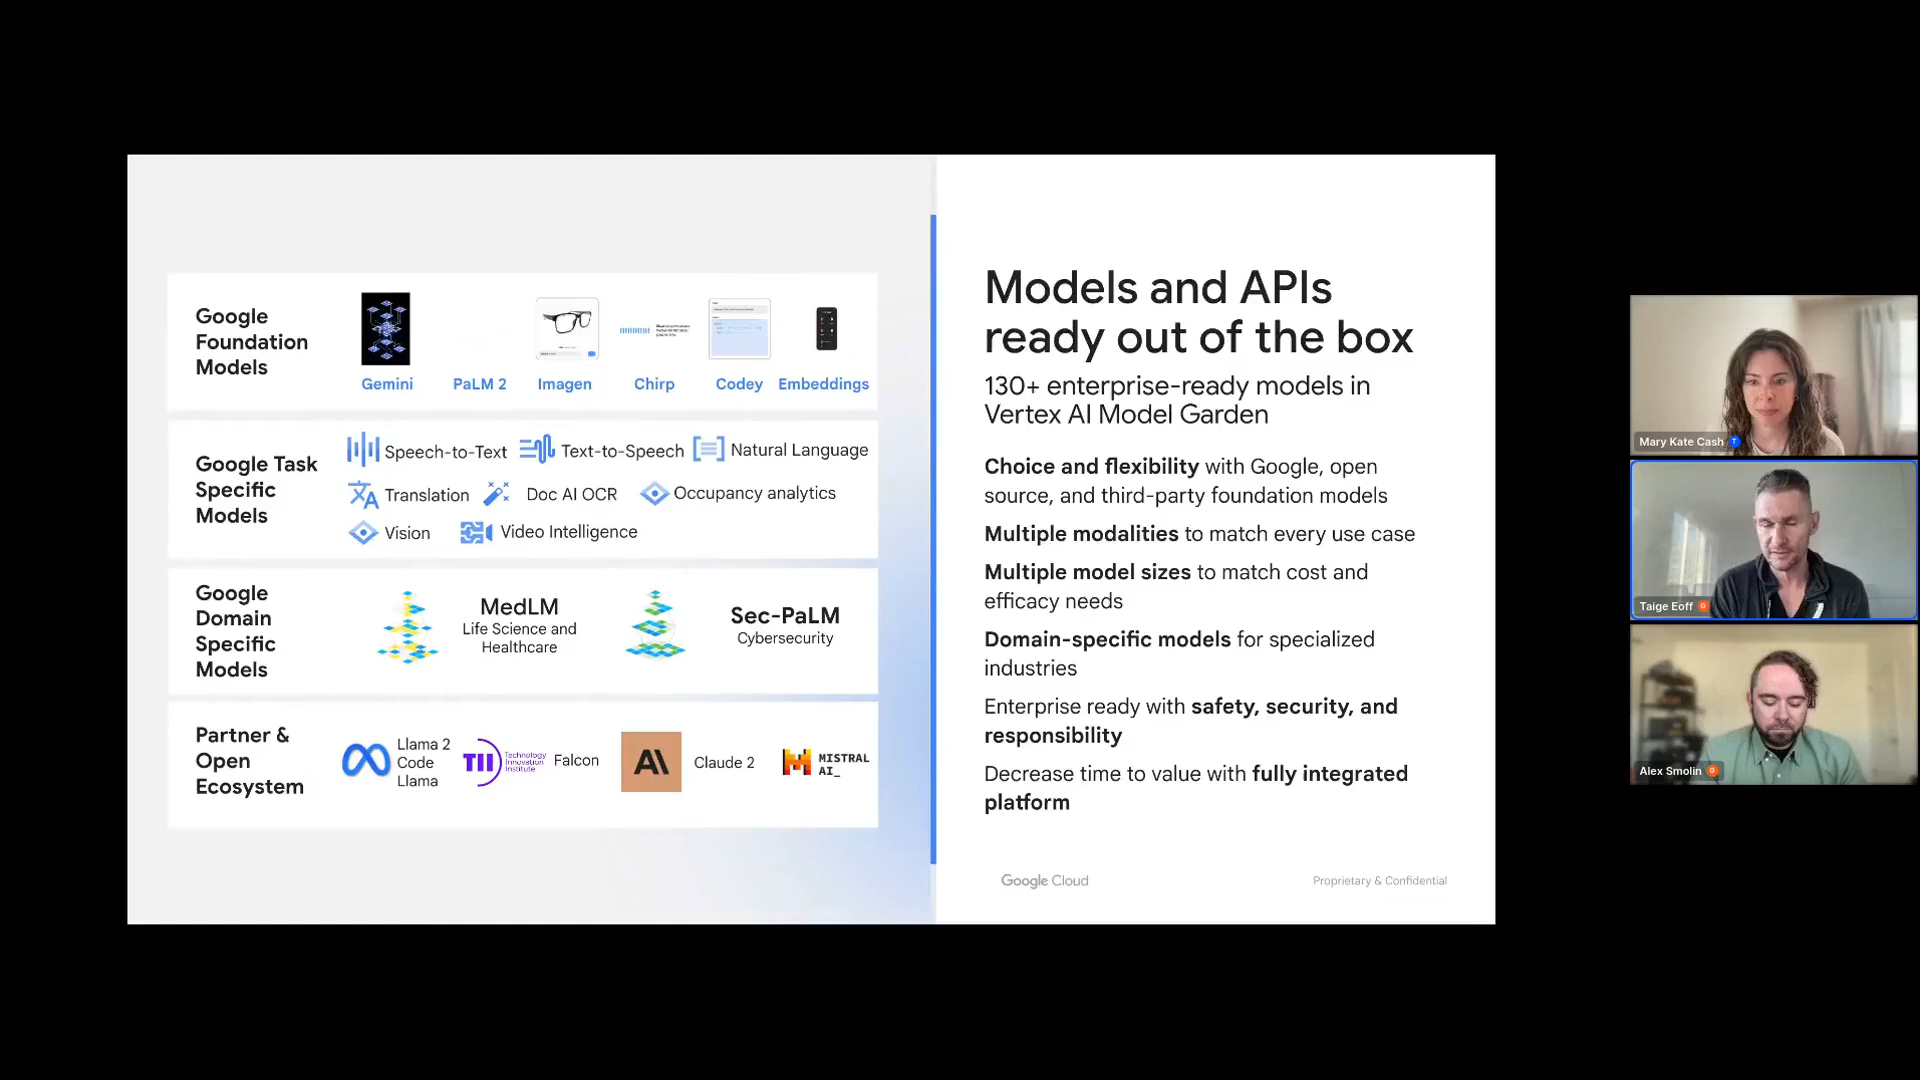 Google
Foundation
Models
Gemini
PaLM 2
Imagen
Chirp
Codey
Embeddings
Google Task
Specific
Models
Speech-to-Text
Text-to-Speech
Natural Language
Translation
Doc AI OCR
Occupancy analytics
Vision
Video Intelligence
Google
Domain
Specific
Models
MedLM
Life Science and
Healthcare
Sec-PaLM
Cybersecurity
Partner &
Open
Ecosystem
Llama 2
Code
Llama
TII
Technology
Innovation
Institute
Falcon
A\
Claude 2
MISTRAL
AI_
Models and APIs
ready out of the box
130+ enterprise-ready models in
Vertex AI Model Garden
Choice and flexibility with Google, open
source, and third-party foundation models
Multiple modalities to match every use case
Multiple model sizes to match cost and
efficacy needs
Domain-specific models for specialized
industries
Enterprise ready with safety, security, and
responsibility
Decrease time to value with fully integrated
platform
Google Cloud
Proprietary & Confidential
Mary Kate Cash
Taige Eoff
Alex Smolin